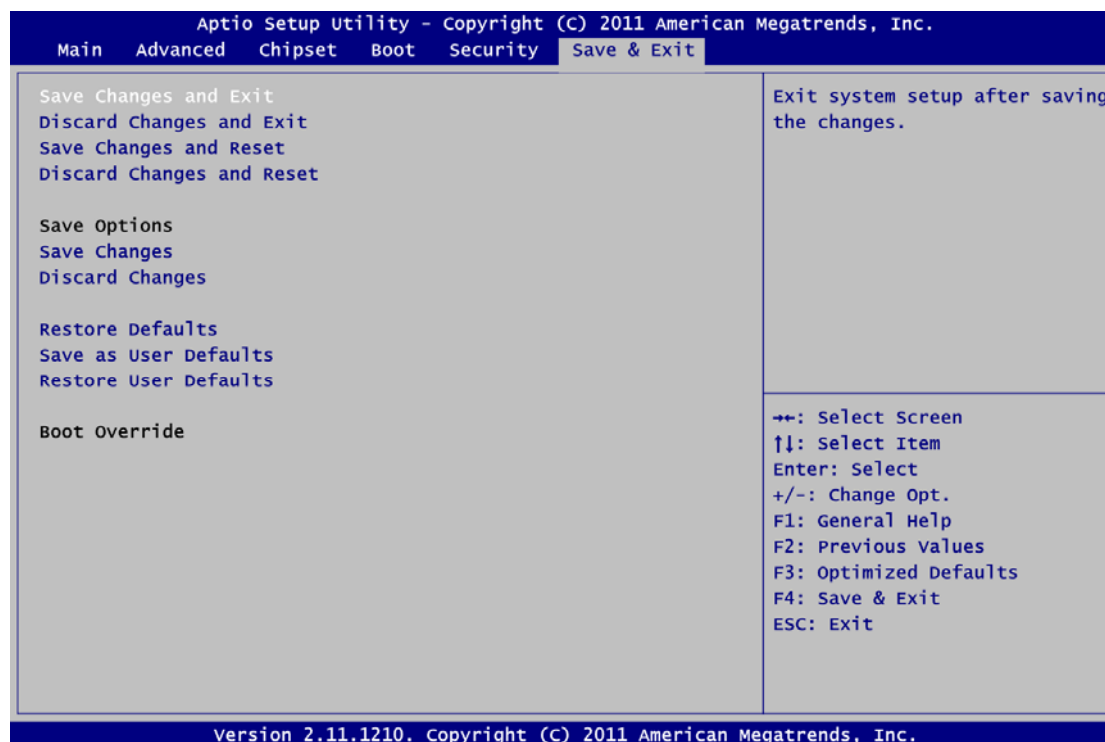 Aptio Setup Utility - Copyright (C) 2011 American Megatrends, Inc.
Main Advanced Chipset Boot Security Save & Exit
Save Changes and Exit
Discard Changes and Exit
Save Changes and Reset
Discard Changes and Reset
Save Options
Save Changes
Discard Changes
Restore Defaults
Save as User Defaults
Restore User Defaults
Boot Override
Exit system setup after saving
the changes.
→←: Select Screen
↑↓: Select Item
Enter: Select
+/-: Change Opt.
F1: General Help
F2: Previous Values
F3: Optimized Defaults
F4: Save & Exit
ESC: Exit
Version 2.11.1210. Copyright (C) 2011 American Megatrends, Inc.